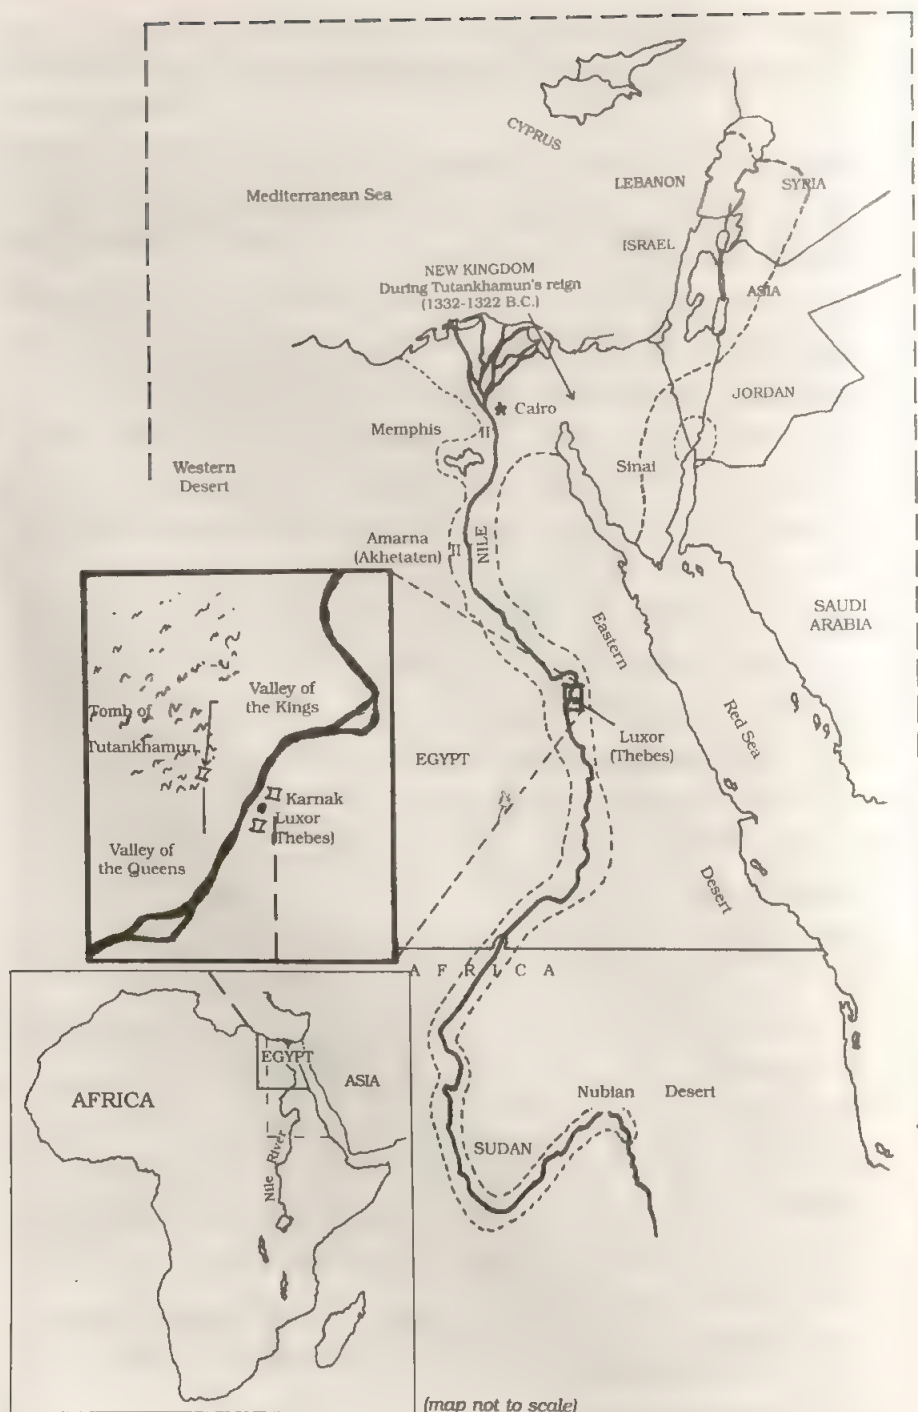 CYPRUS
Mediterranean Sea
LEBANON
SYRIA
ISRAEL
NEW KINGDOM
During Tutankhamun's reign
(1332-1322 B.C.)
ASIA
JORDAN
Cairo
Memphis
Western
Desert
Sinai
Amarna
(Akhetaten)
NILE
SAUDI
ARABIA
Eastern
Desert
Red Sea
Luxor
(Thebes)
EGYPT
Valley of
the Kings
Tomb of
Tutankhamun
Karnak
Luxor
Thebes)
Valley of
the Queens
AFRICA
Nubian Desert
SUDAN
EGYPT
ASIA
AFRICA
Nile River
(map not to scale)